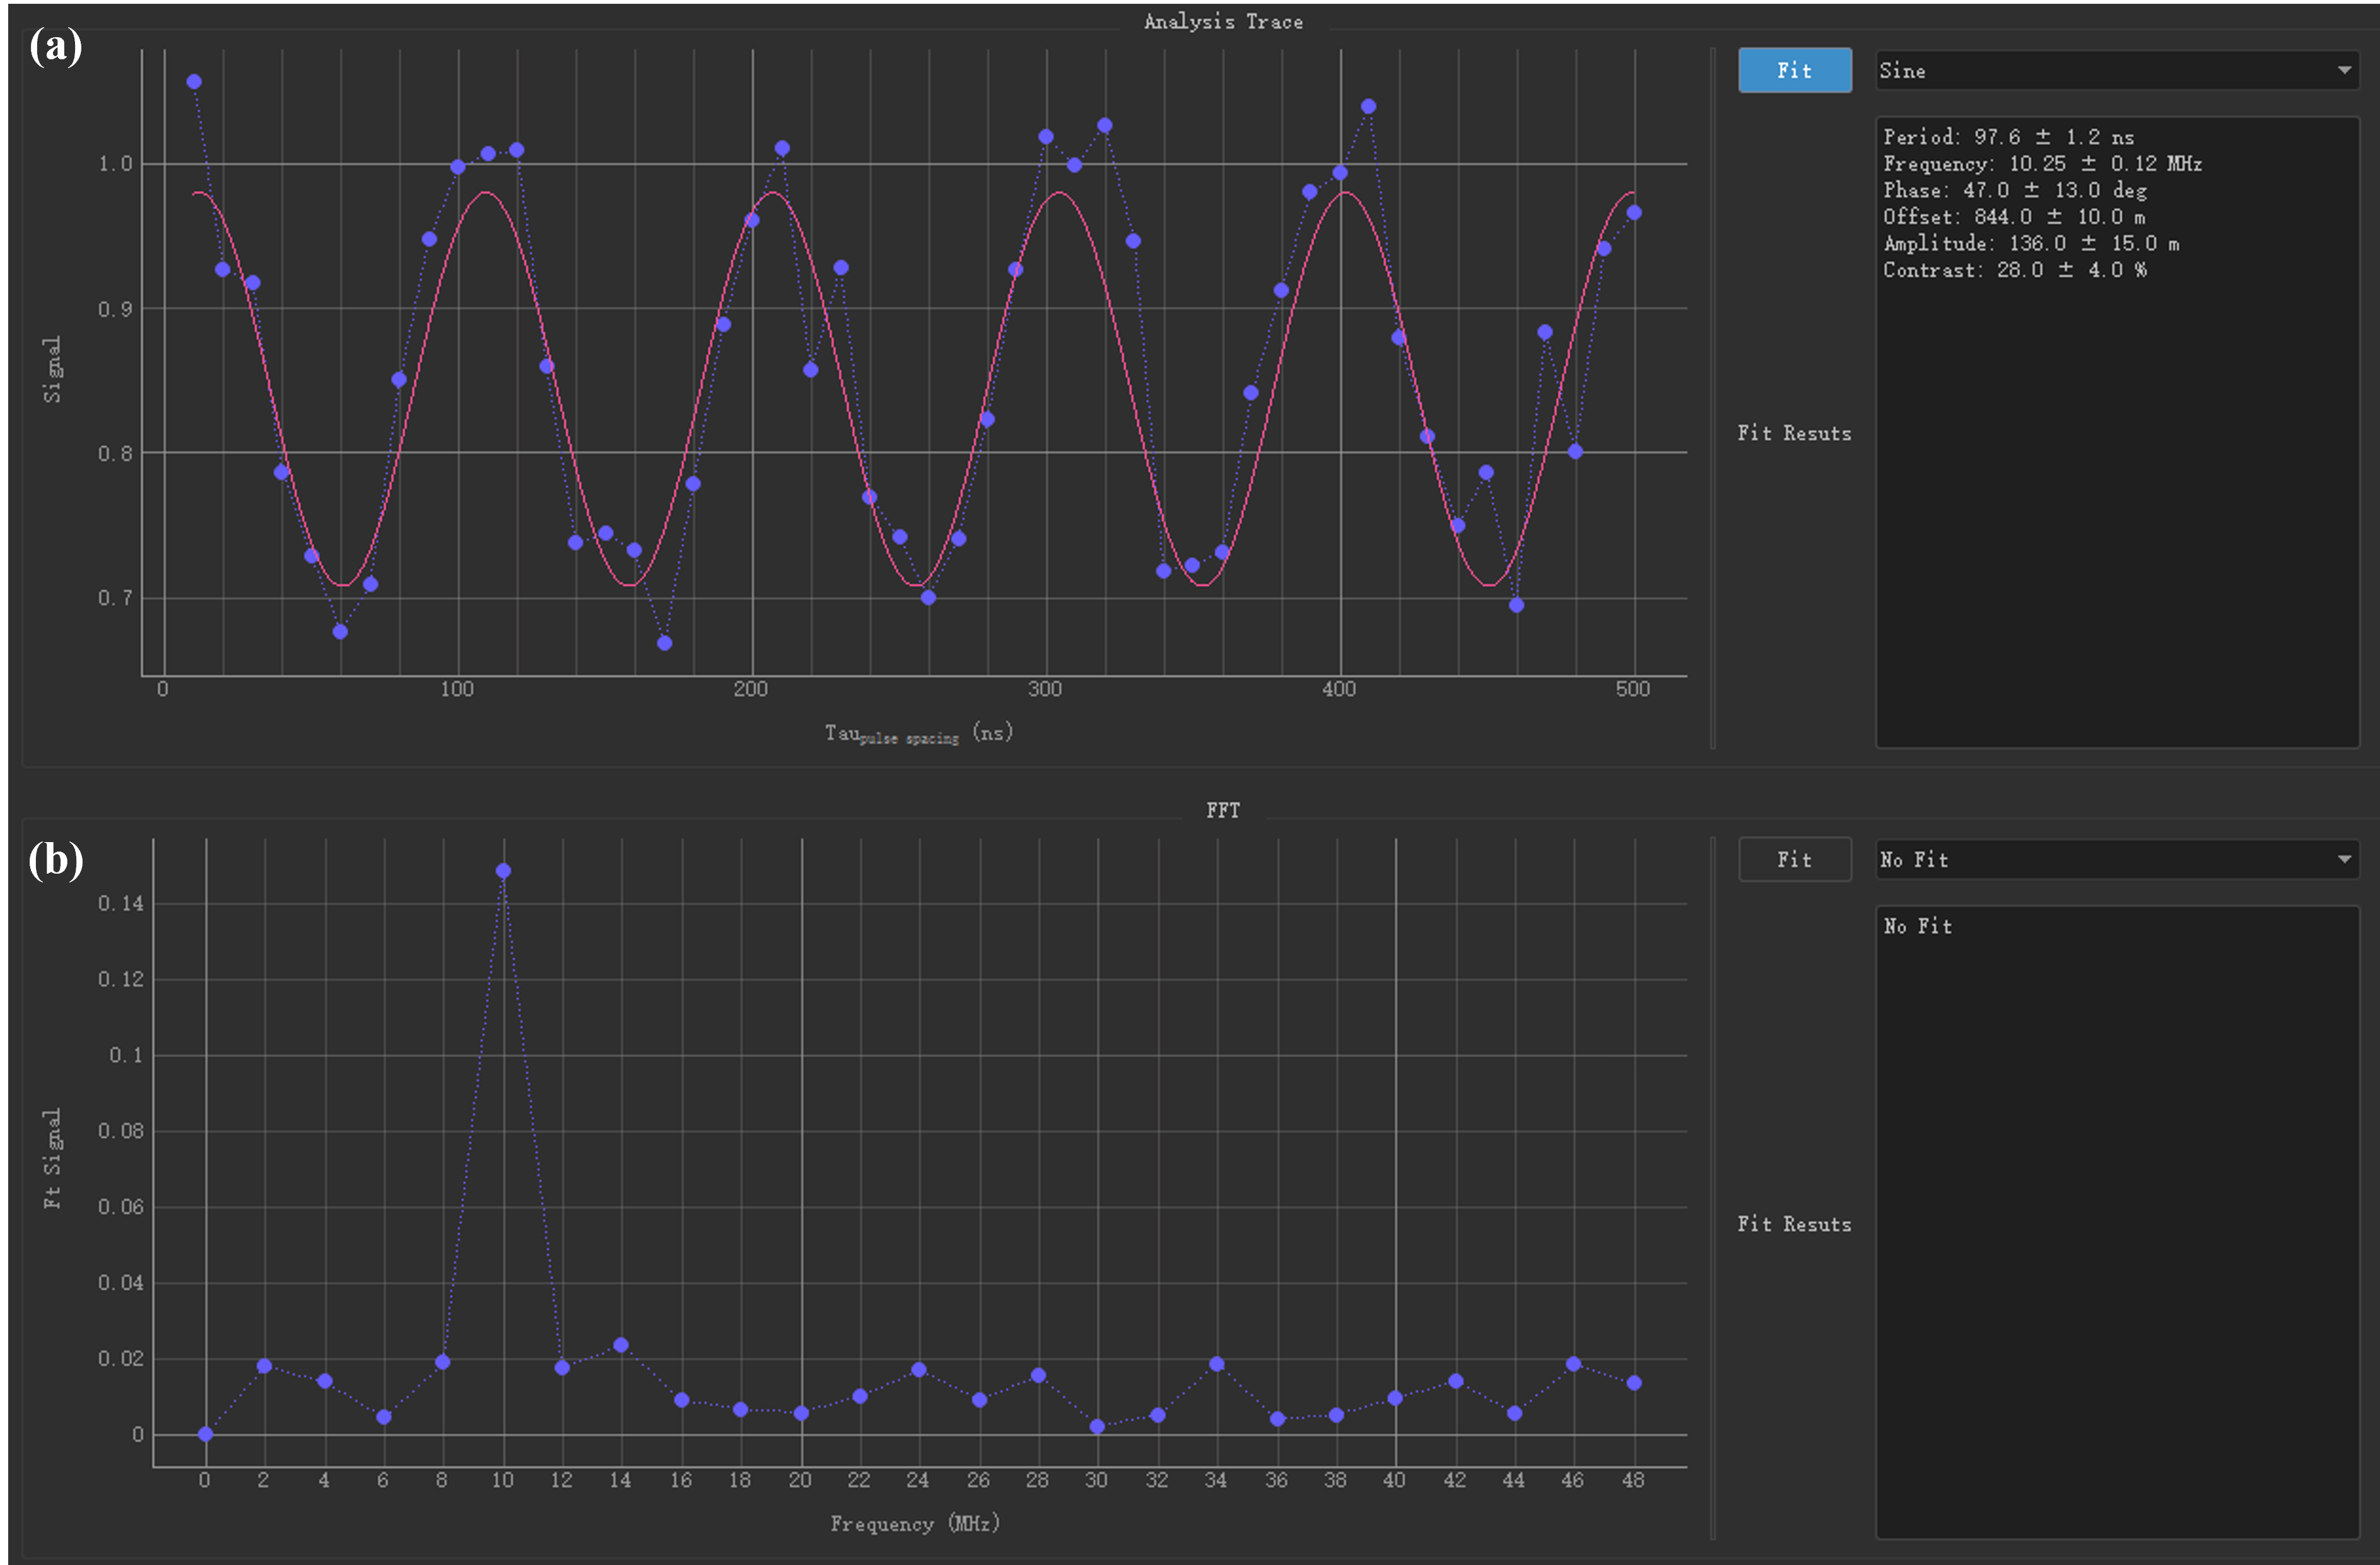 (a)
Analysis Trace
Fit
Sine
1.0
0.9
0.8
0.7
Signal
0 100 200 300 400 500
Taupulse spacing (ns)
Fit Resuts
Period: 97.6 ± 1.2 ns
Frequency: 10.25 ± 0.12 MHz
Phase: 47.0 ± 13.0 deg
Offset: 844.0 ± 10.0 m
Amplitude: 136.0 ± 15.0 m
Contrast: 28.0 ± 4.0 %
(b)
FFT
Fit
No Fit
0.14
0.12
0.1
0.08
0.06
0.04
0.02
0
Ft Signal
0 2 4 6 8 10 12 14 16 18 20 22 24 26 28 30 32 34 36 38 40 42 44 46 48
Frequency (MHz)
Fit Resuts
No Fit